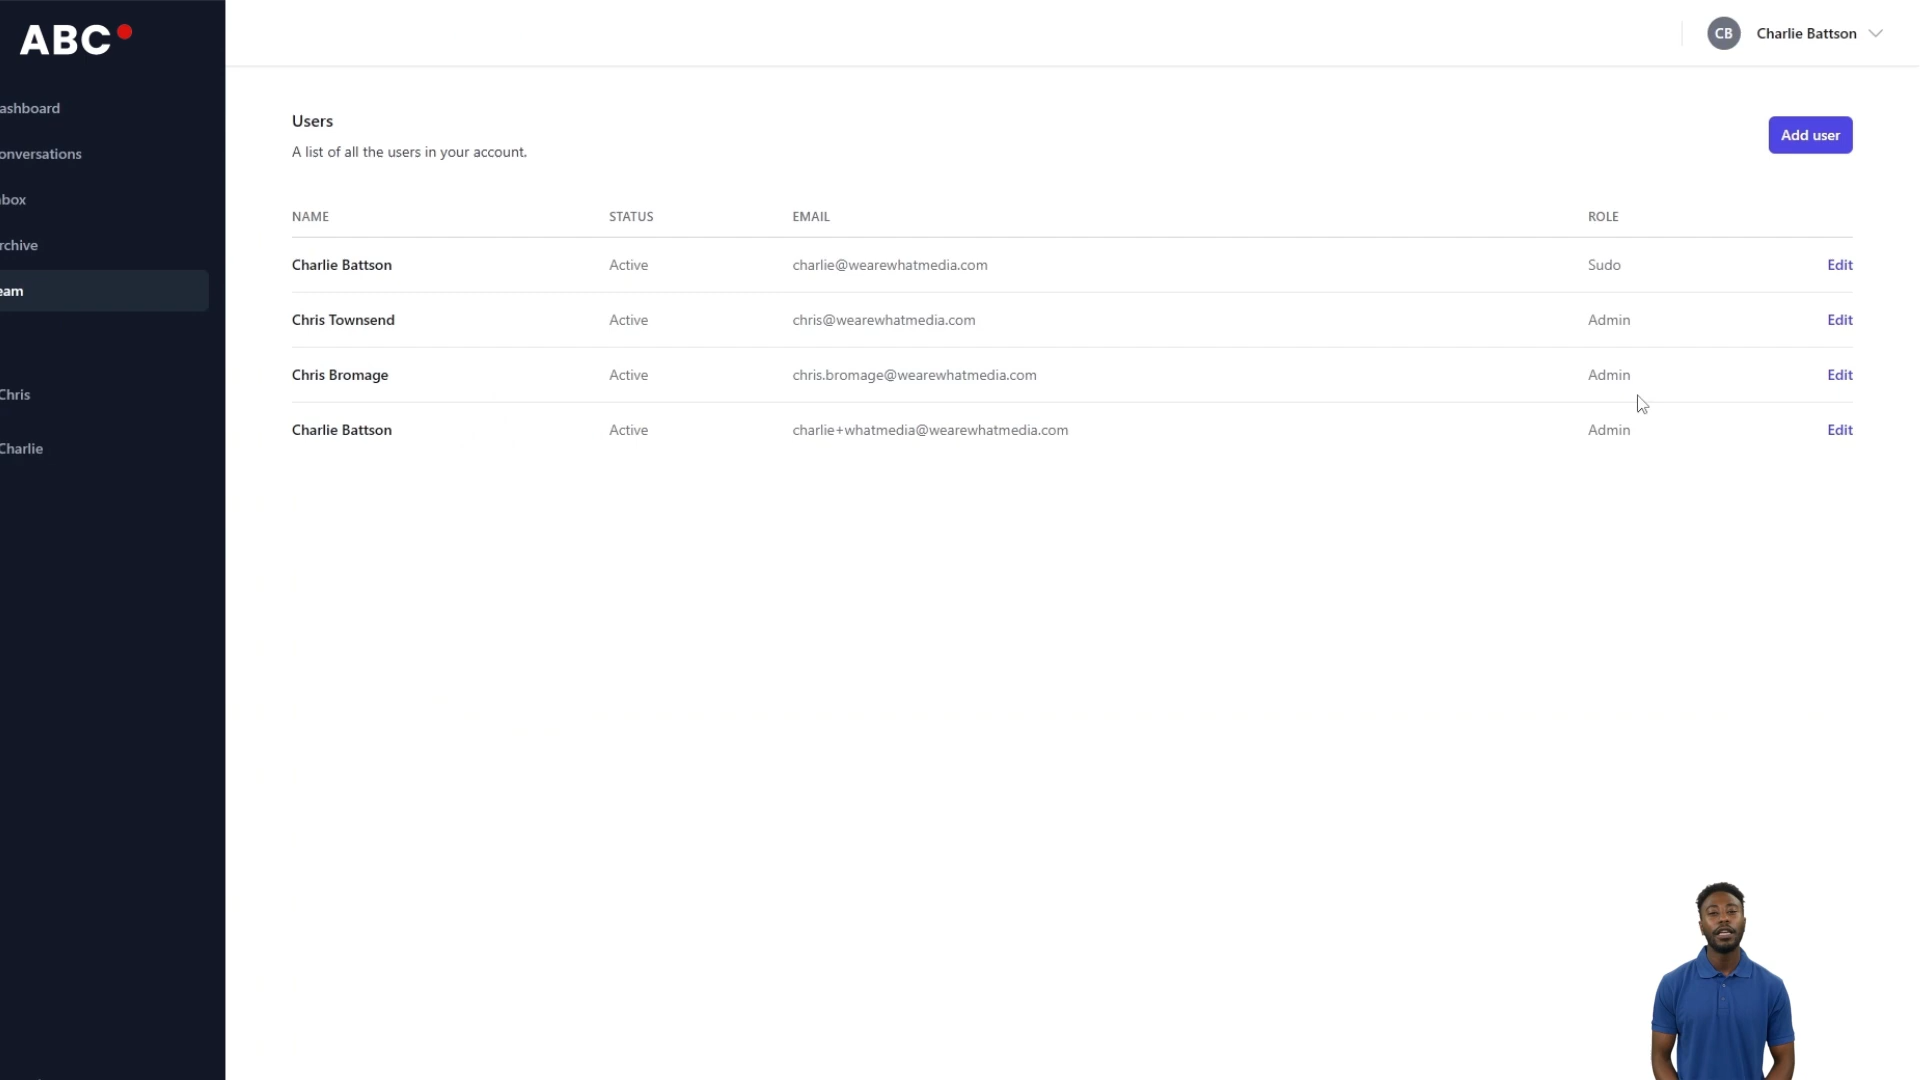 ABC
ashboard
onversations
box
rchive
eam
Chris
Charlie
CB Charlie Battson
Users
A list of all the users in your account.
Add user
NAME STATUS EMAIL ROLE
Charlie Battson Active charlie@wearewhatmedia.com Sudo Edit
Chris Townsend Active chris@wearewhatmedia.com Admin Edit
Chris Bromage Active chris.bromage@wearewhatmedia.com Admin Edit
Charlie Battson Active charlie+whatmedia@wearewhatmedia.com Admin Edit